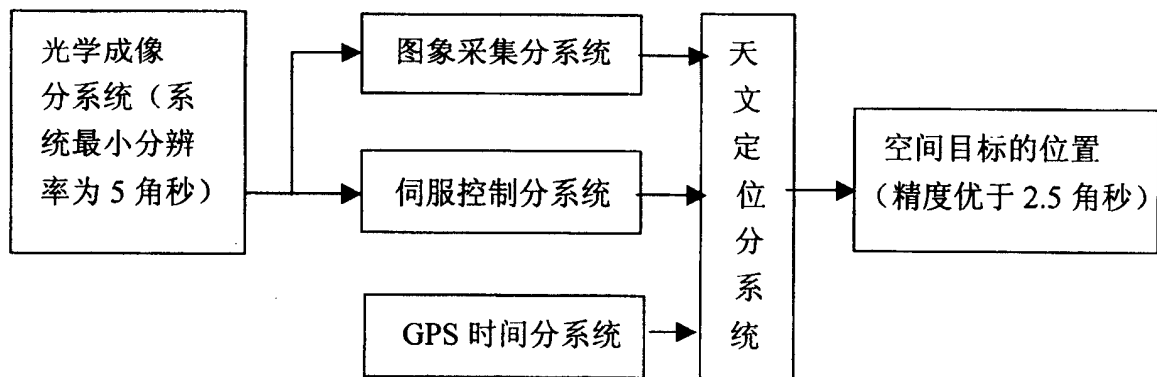 光学成像
分系统（系
统最小分辨
率为 5 角秒）
图象采集分系统
伺服控制分系统
GPS 时间分系统
天
文
定
位
分
系
统
空间目标的位置
（精度优于 2.5 角秒）